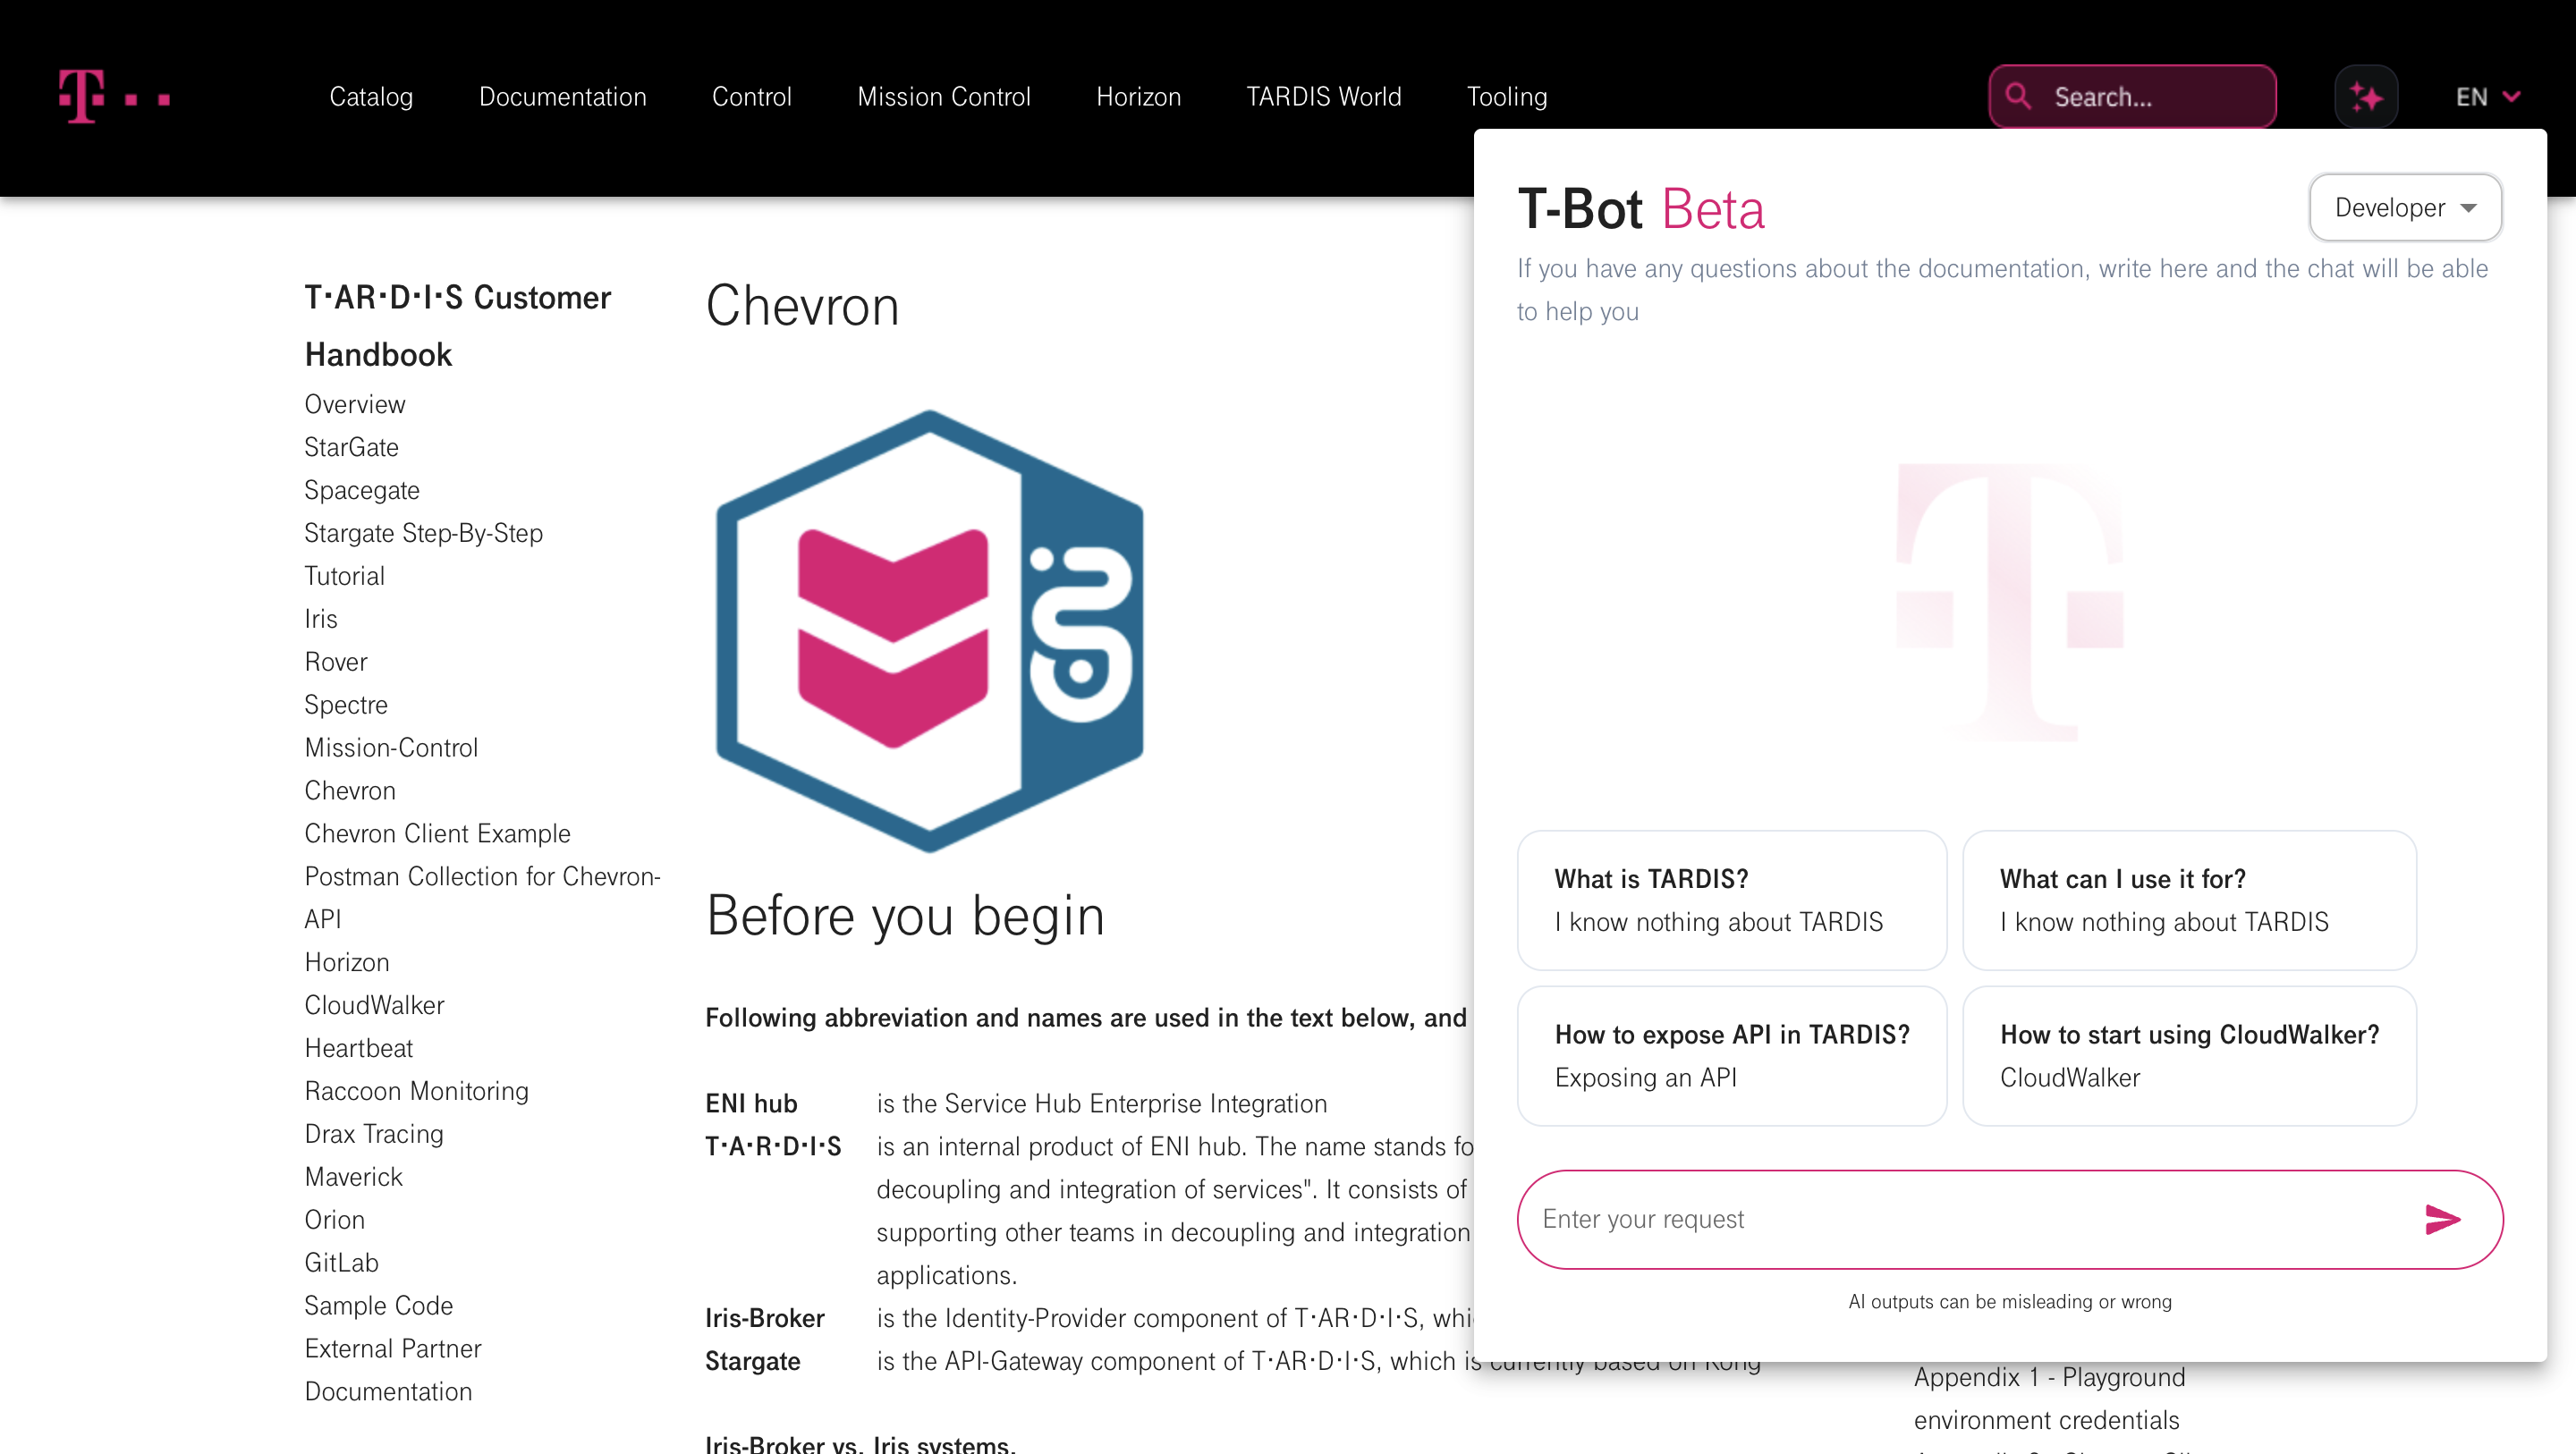 T
Catalog
Documentation
Control
Mission Control
Horizon
TARDIS World
Tooling
Search...
EN
T·AR·D·I·S Customer
Handbook
Overview
StarGate
Spacegate
Stargate Step-By-Step
Tutorial
Iris
Rover
Spectre
Mission-Control
Chevron
Chevron Client Example
Postman Collection for Chevron-
API
Horizon
CloudWalker
Heartbeat
Raccoon Monitoring
Drax Tracing
Maverick
Orion
GitLab
Sample Code
External Partner
Documentation
Chevron
Before you begin
Following abbreviation and names are used in the text below, and
ENI hub is the Service Hub Enterprise Integration
T·A·R·D·I·S is an internal product of ENI hub. The name stands fo
decoupling and integration of services". It consists of
supporting other teams in decoupling and integration
applications.
Iris-Broker is the Identity-Provider component of T·AR·D·I·S, whi
Stargate is the API-Gateway component of T·AR·D·I·S, which is currently based on Kong
Iris-Broker vs. Iris systems.
T-Bot Beta
Developer
If you have any questions about the documentation, write here and the chat will be able
to help you
T
What is TARDIS?
I know nothing about TARDIS
What can I use it for?
I know nothing about TARDIS
How to expose API in TARDIS?
Exposing an API
How to start using CloudWalker?
CloudWalker
Enter your request
AI outputs can be misleading or wrong
Appendix 1 - Playground
environment credentials